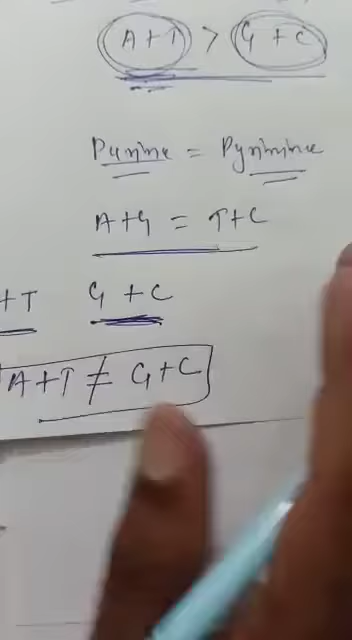 A+T > G+C
Purine = Pyrimidine
A+G = T+C
+T G+C
A+T ≠ G+C